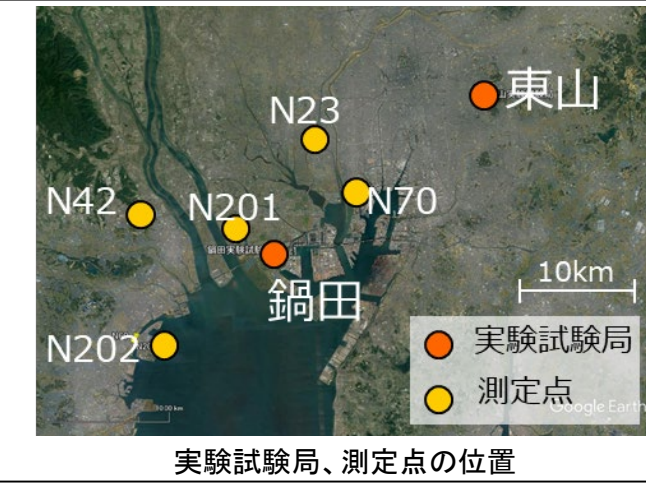 東山
N23
N42
N201
N70
鍋田
10km
N202
実験試験局
測定点
Google Earth
実験試験局、測定点の位置